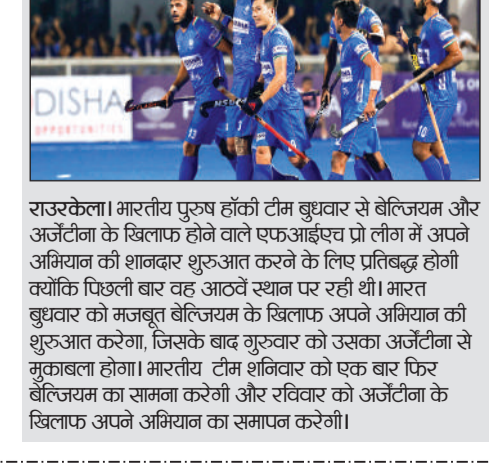 DISHA
OPPORTUNITIES
राउरकेला। भारतीय पुरुष हॉकी टीम बुधवार से बेल्जियम और
अर्जेंटीना के खिलाफ होने वाले एफआईएच प्रो लीग में अपने
अभियान की शानदार शुरुआत करने के लिए प्रतिबद्ध होगी
क्योंकि पिछली बार वह आठवें स्थान पर रही थी। भारत
बुधवार को मजबूत बेल्जियम के खिलाफ अपने अभियान की
शुरुआत करेगा, जिसके बाद गुरुवार को उसका अर्जेंटीना से
मुकाबला होगा। भारतीय टीम शनिवार को एक बार फिर
बेल्जियम का सामना करेगी और रविवार को अर्जेंटीना के
खिलाफ अपने अभियान का समापन करेगी।